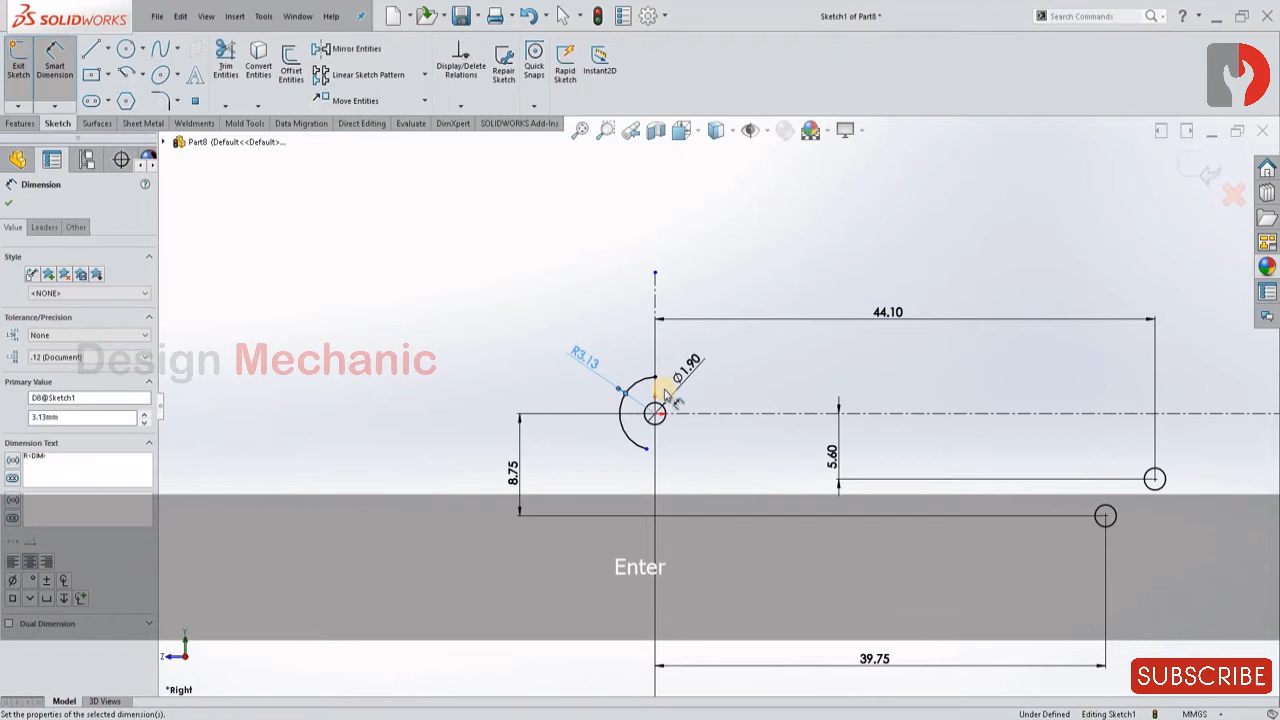 SOLIDWORKS File Edit View Insert Tools Window Help Sketch1 of Part8 * Search Commands ?
Exit Sketch Smart Dimension Trim Entities Convert Entities Offset Entities Mirror Entities Linear Sketch Pattern Move Entities Display/Delete Relations Repair Sketch Quick Snaps Rapid Sketch Instant2D
Features Sketch Surfaces Sheet Metal Weldments Mold Tools Data Migration Direct Editing Evaluate DimXpert SOLIDWORKS Add-Ins
Part8 (Default<<Default>...
Dimension
Value Leaders Other
Style
<NONE>
Tolerance/Precision
None
.12 (Document)
Design Mechanic
Primary Value
D8@Sketch1
3.13mm
Dimension Text
R<DIM>
Dual Dimension
44.10
R3.13
Ø1.90
8.75
5.60
Enter
39.75
SUBSCRIBE
Y
Z
*Right
Model 3D Views
Set the properties of the selected dimension(s). Under Defined Editing Sketch1 MMGS